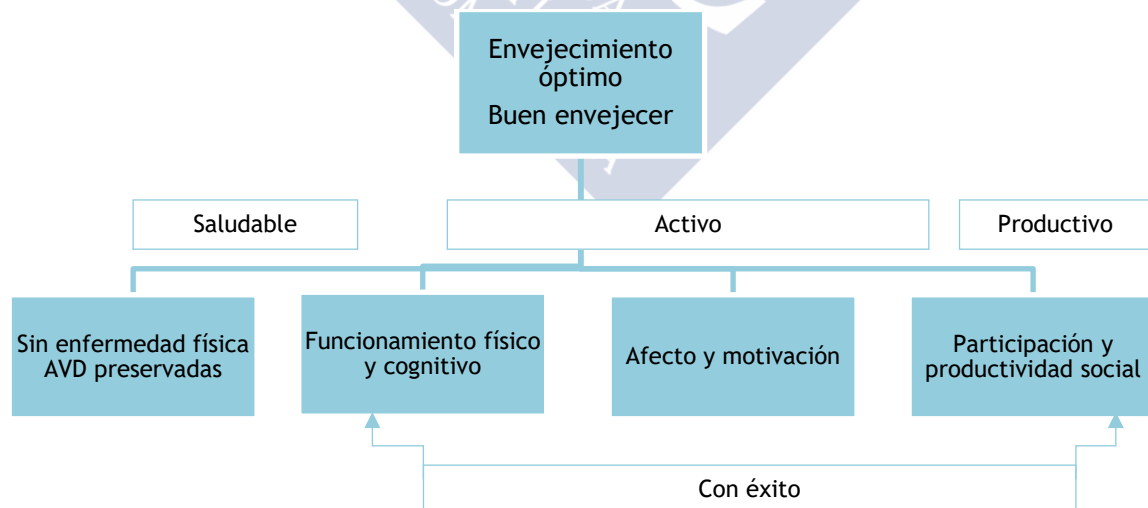 Envejecimiento
óptimo
Buen envejecer
Saludable
Activo
Productivo
Sin enfermedad física
AVD preservadas
Funcionamiento físico
y cognitivo
Afecto y motivación
Participación y
productividad social
Con éxito